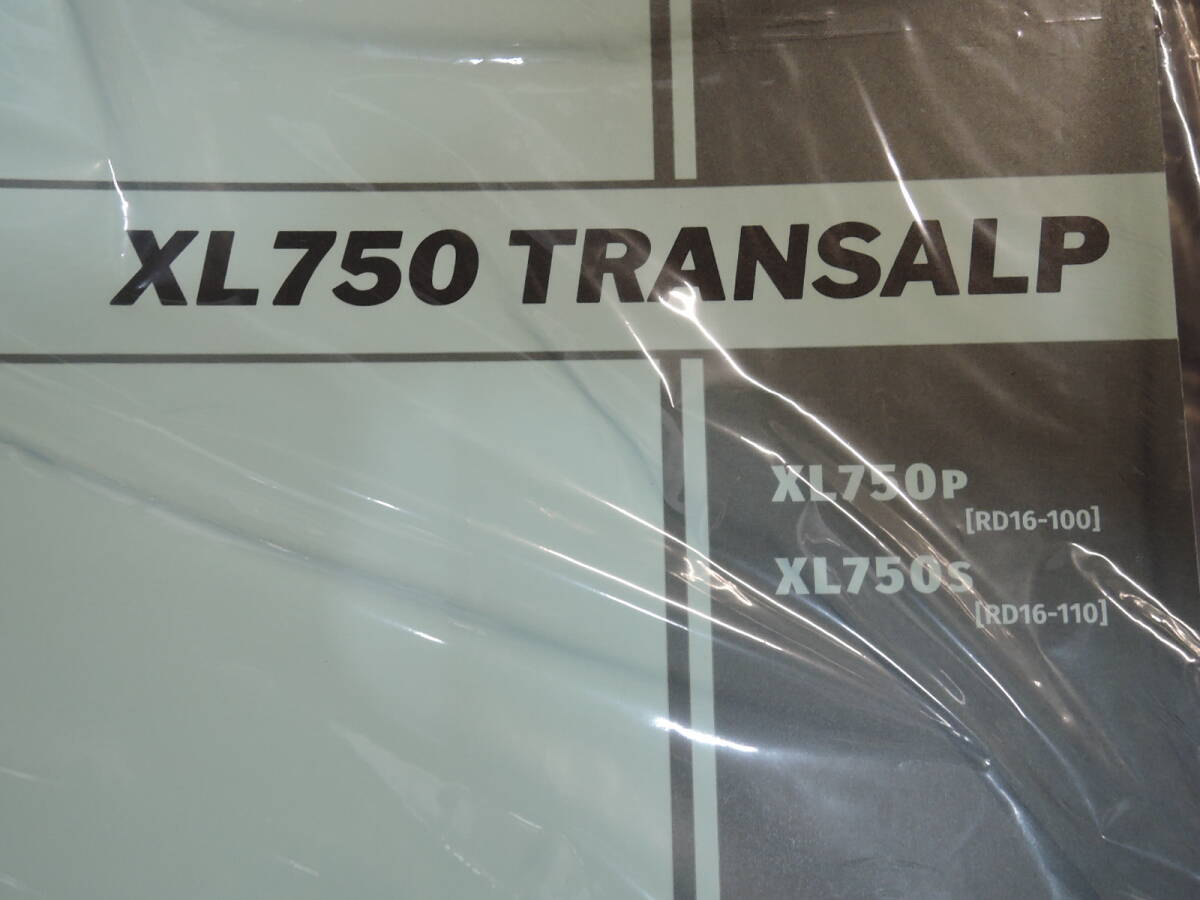 XL750 TRANSALP
XL750P
[RD16-100]
XL750S
[RD16-110]